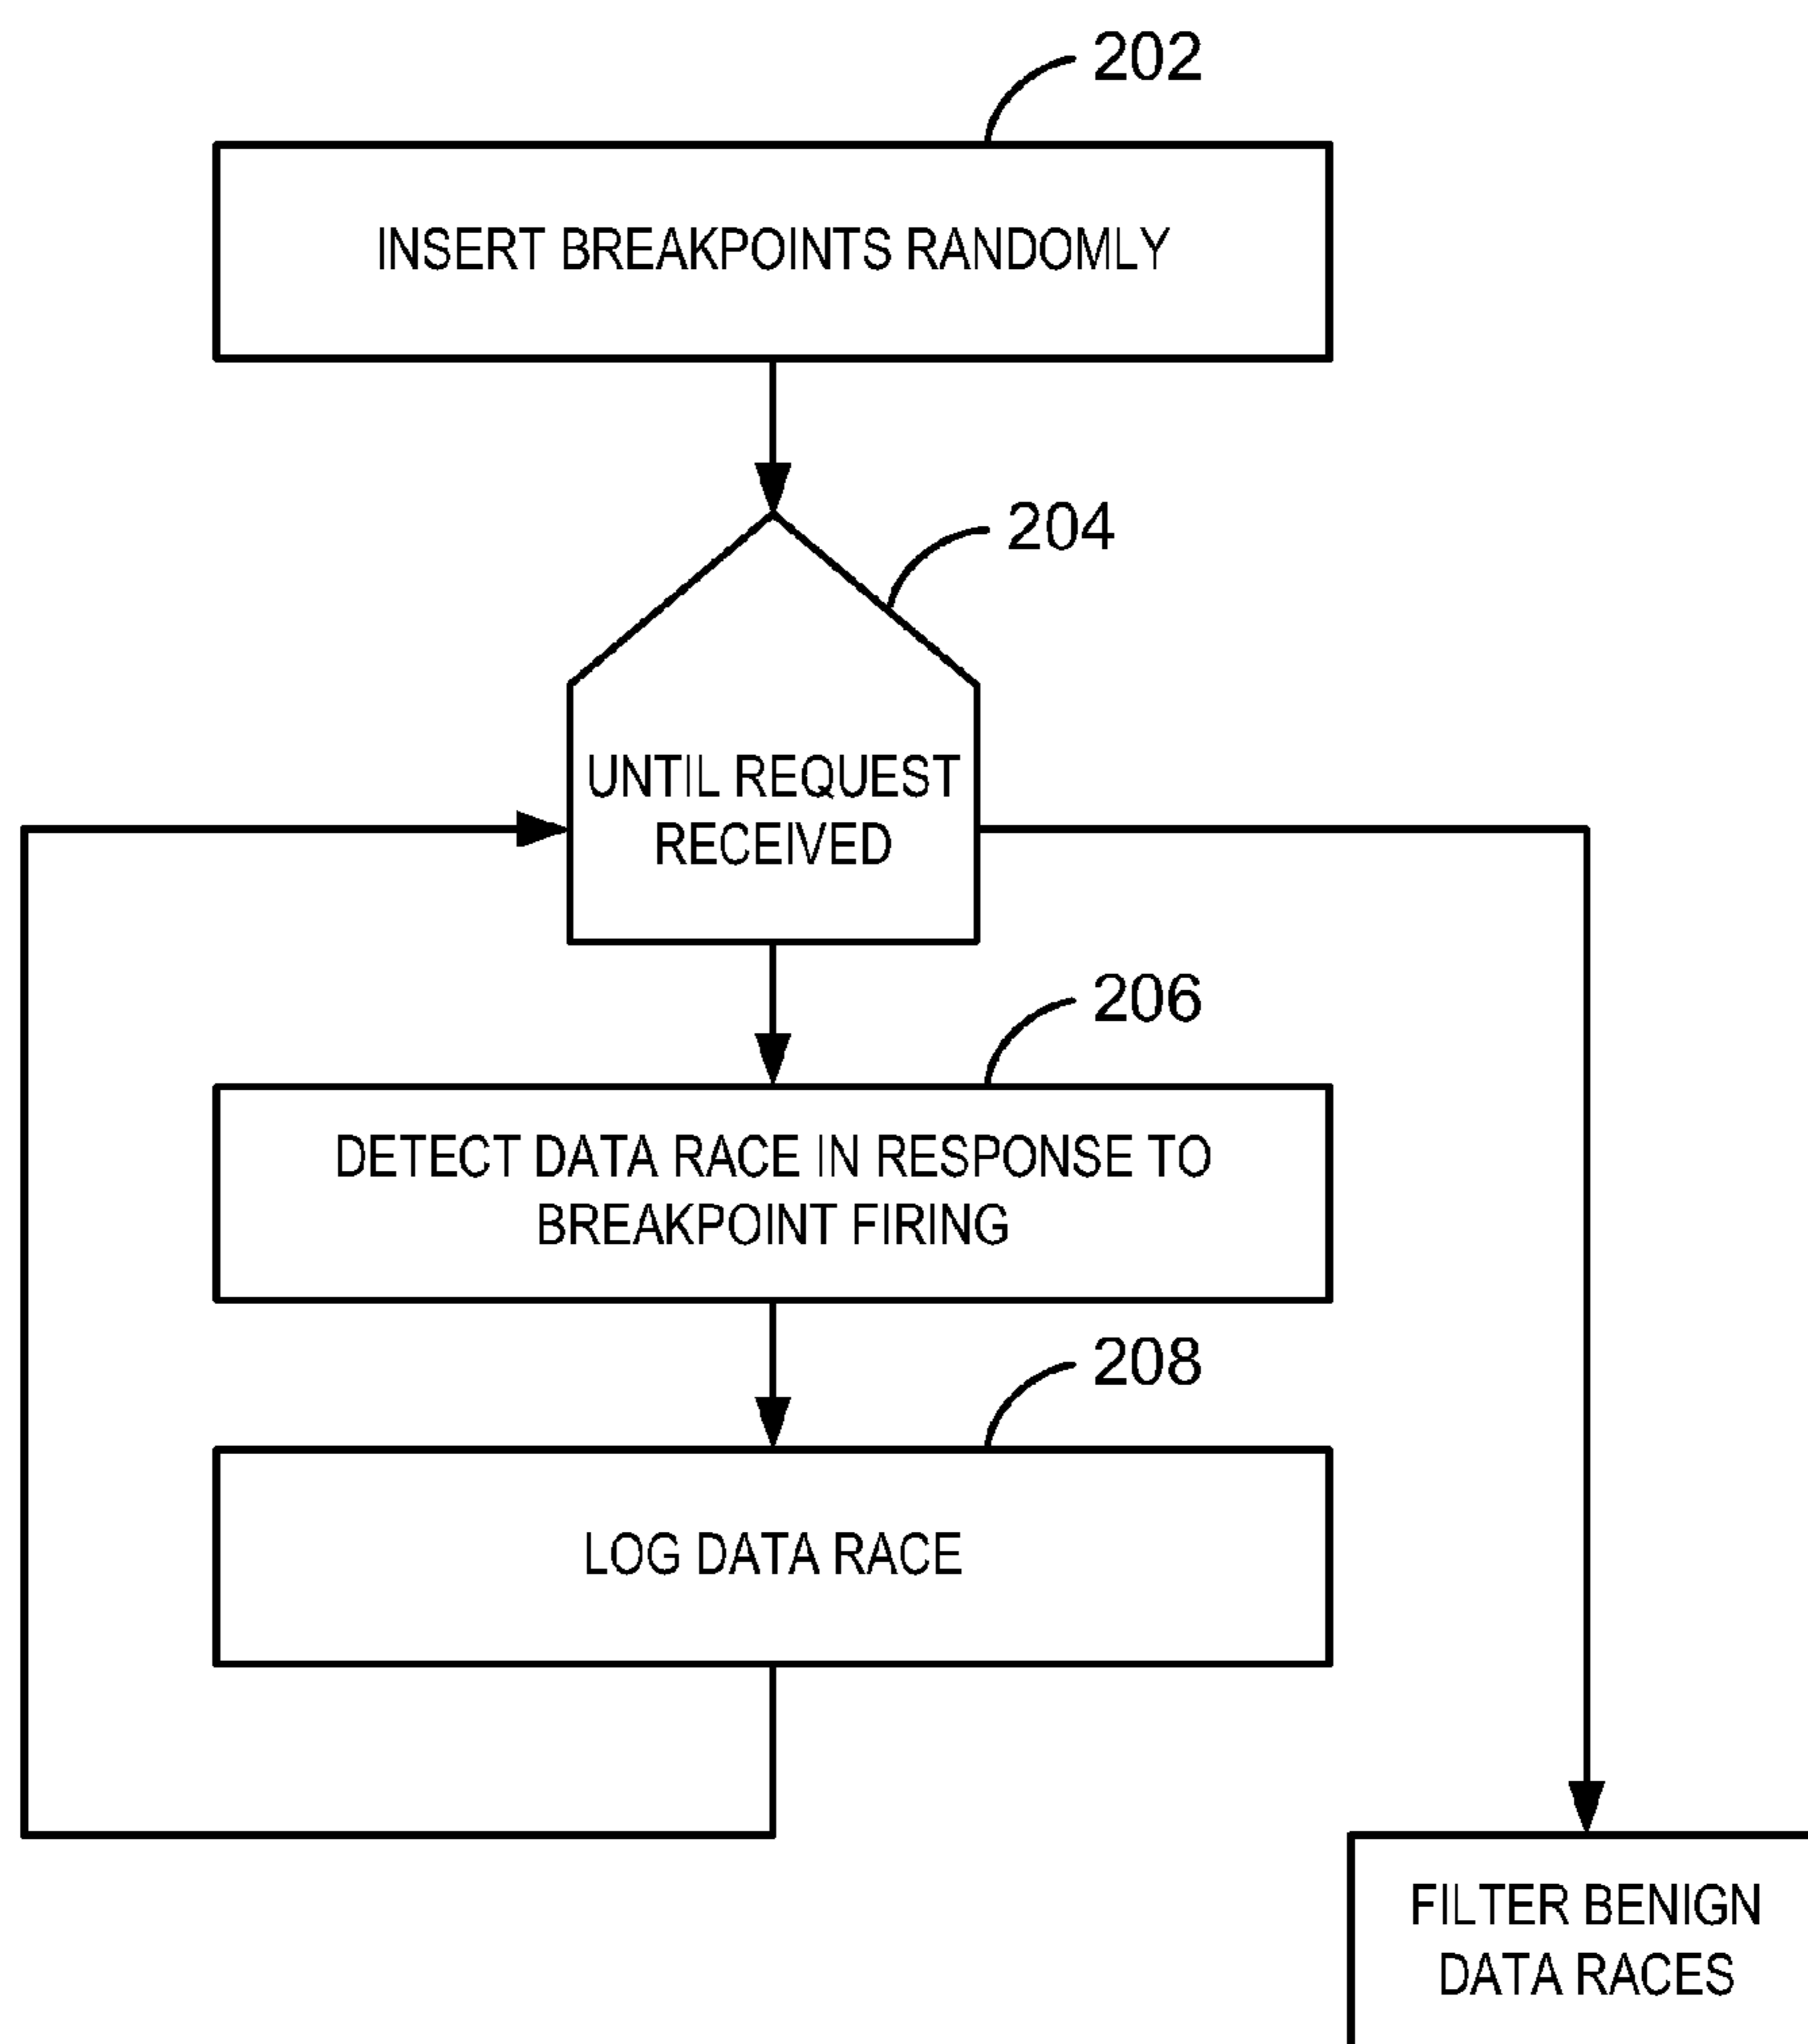 202
INSERT BREAKPOINTS RANDOMLY
204
UNTIL REQUEST
RECEIVED
206
DETECT DATA RACE IN RESPONSE TO
BREAKPOINT FIRING
208
LOG DATA RACE
FILTER BENIGN
DATA RACES